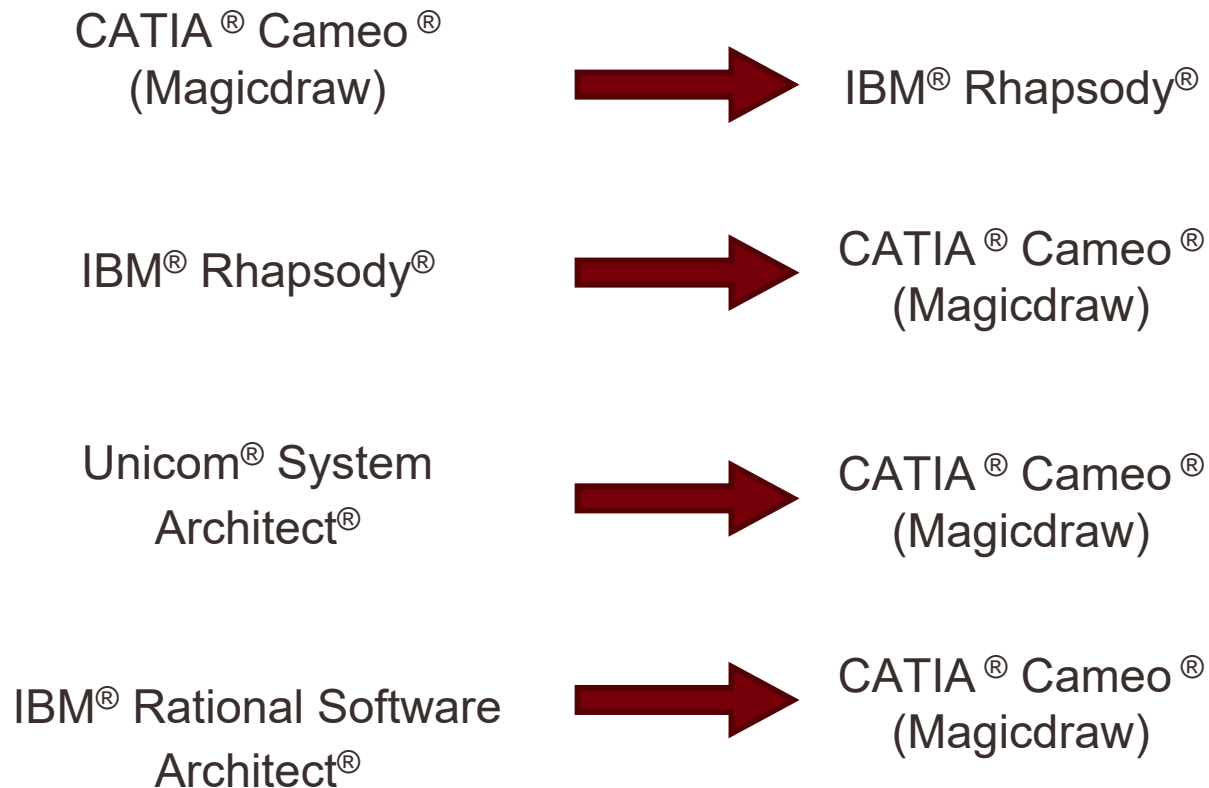 CATIA ® Cameo ®
(Magicdraw)
IBM® Rhapsody®
IBM® Rhapsody®
CATIA ® Cameo ®
(Magicdraw)
Unicom® System
Architect®
CATIA ® Cameo ®
(Magicdraw)
IBM® Rational Software
Architect®
CATIA ® Cameo ®
(Magicdraw)